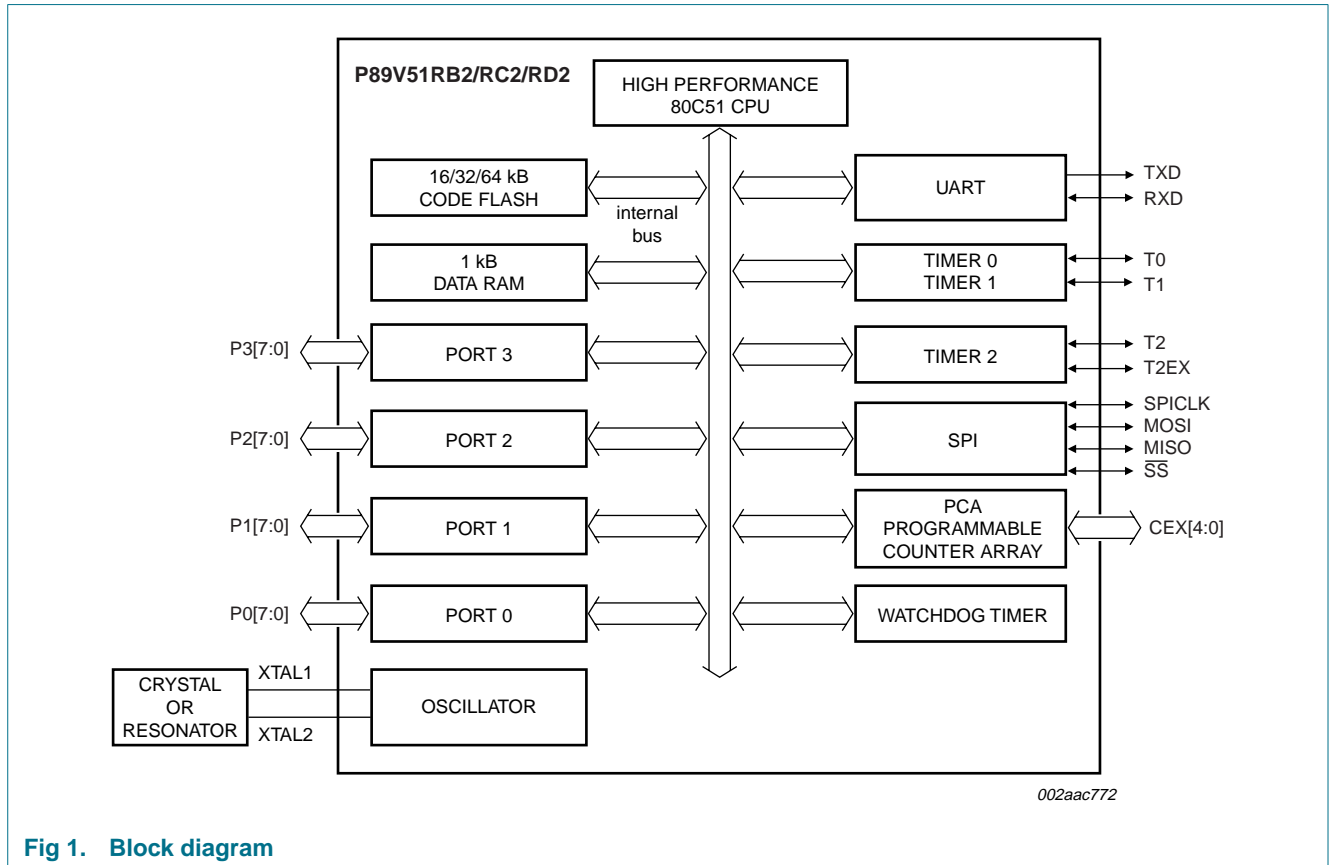 P89V51RB2/RC2/RD2
HIGH PERFORMANCE
80C51 CPU
16/32/64 kB
CODE FLASH
internal
bus
UART
TXD
RXD
1 kB
DATA RAM
TIMER 0
TIMER 1
T0
T1
P3[7:0]
PORT 3
TIMER 2
T2
T2EX
P2[7:0]
PORT 2
SPI
SPICLK
MOSI
MISO
S̅S̅
P1[7:0]
PORT 1
PCA
PROGRAMMABLE
COUNTER ARRAY
CEX[4:0]
P0[7:0]
PORT 0
WATCHDOG TIMER
CRYSTAL
OR
RESONATOR
XTAL1
XTAL2
OSCILLATOR
002aac772
Fig 1. Block diagram